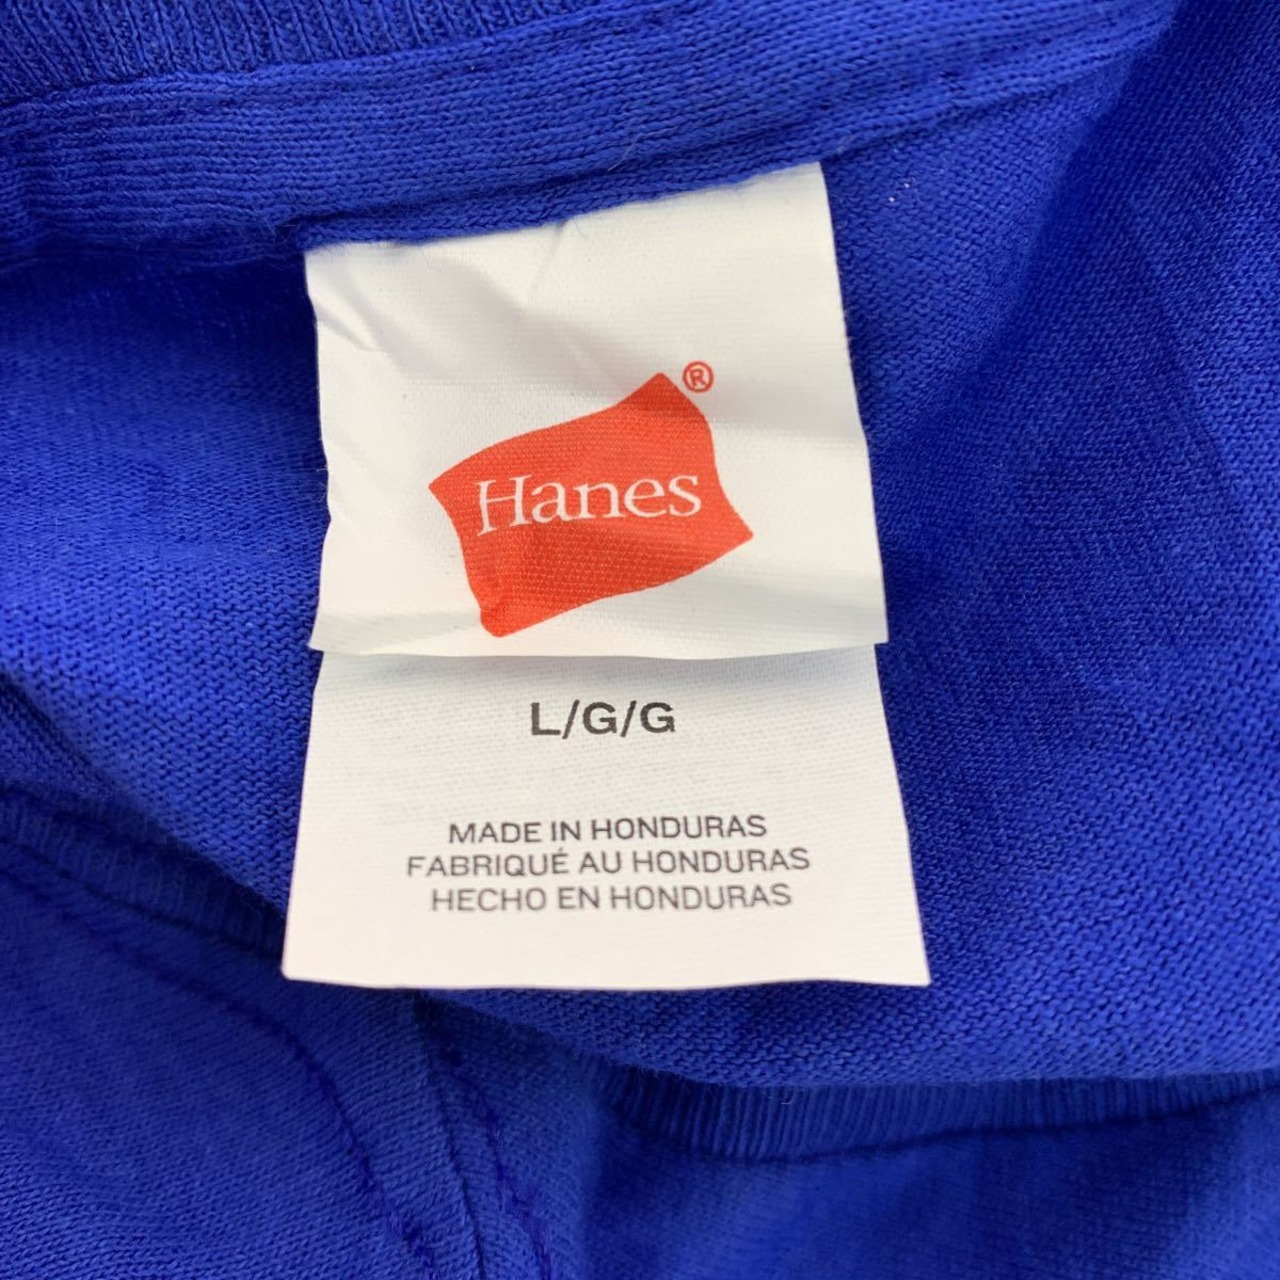 Hanes®
L/G/G
MADE IN HONDURAS
FABRIQUÉ AU HONDURAS
HECHO EN HONDURAS